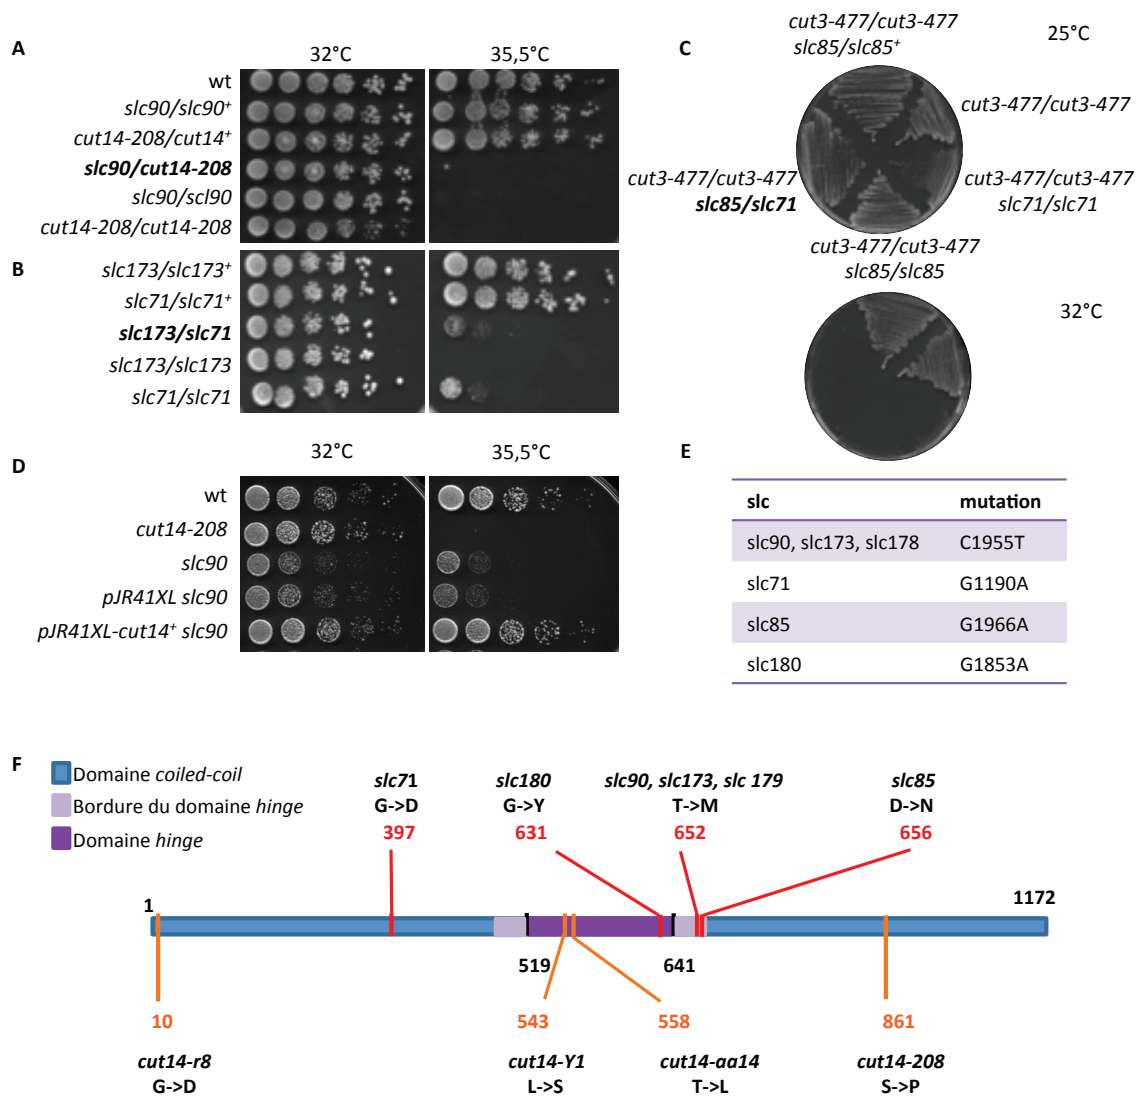 A
32°C
35,5°C
wt
slc90/slc90+
cut14-208/cut14+
slc90/cut14-208
slc90/scl90
cut14-208/cut14-208
B
slc173/slc173+
slc71/slc71+
slc173/slc71
slc173/slc173
slc71/slc71
C
25°C
cut3-477/cut3-477
slc85/slc85+
cut3-477/cut3-477
cut3-477/cut3-477
slc85/slc71
cut3-477/cut3-477
slc71/slc71
cut3-477/cut3-477
slc85/slc85
32°C
D
32°C
35,5°C
wt
cut14-208
slc90
pJR41XL slc90
pJR41XL-cut14+ slc90
E
slc mutation
slc90, slc173, slc178 C1955T
slc71 G1190A
slc85 G1966A
slc180 G1853A
F
Domaine coiled-coil
Bordure du domaine hinge
Domaine hinge
slc71
G->D
397
slc180
G->Y
631
slc90, slc173, slc 179
T->M
652
slc85
D->N
656
1
1172
519
641
10
543
558
861
cut14-r8
G->D
cut14-Y1
L->S
cut14-aa14
T->L
cut14-208
S->P